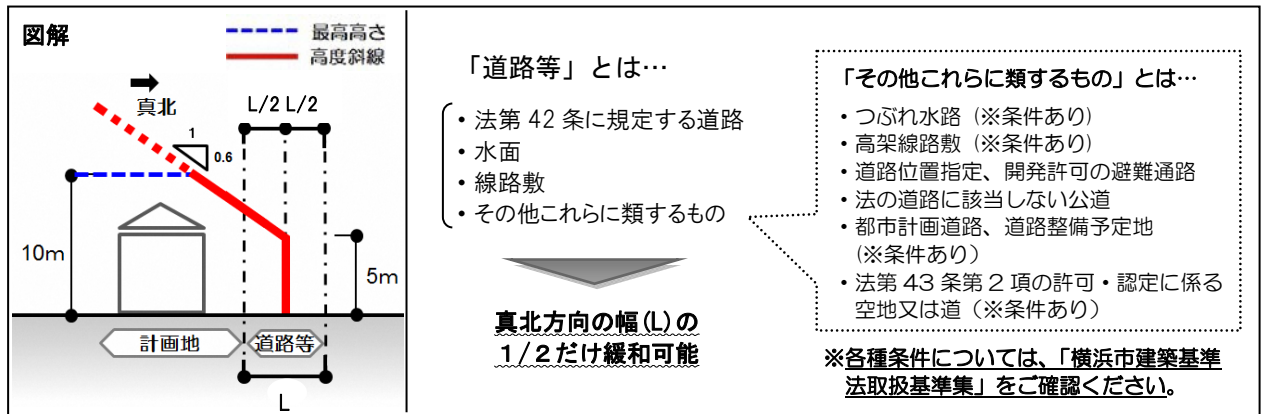 図解
最高高さ
高度斜線
真北
L/2 L/2
1
0.6
10m
5m
計画地
道路等
L
「道路等」とは…
・法第 42 条に規定する道路
・水面
・線路敷
・その他これらに類するもの
真北方向の幅(L)の
1/2だけ緩和可能
「その他これらに類するもの」とは…
・つぶれ水路（※条件あり）
・高架線路敷（※条件あり）
・道路位置指定、開発許可の避難通路
・法の道路に該当しない公道
・都市計画道路、道路整備予定地
（※条件あり）
・法第 43 条第 2 項の許可・認定に係る
空地又は道（※条件あり）
※各種条件については、「横浜市建築基準
法取扱基準集」をご確認ください。